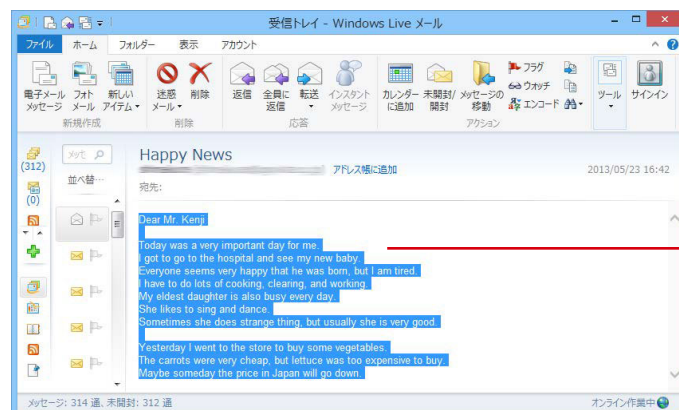 受信トレイ - Windows Live メール
ファイル ホーム フォルダー 表示 アカウント
電子メール メッセージ
フォト メール
新しい アイテム
迷惑 メール
削除
返信
全員に 返信
転送
インスタント メッセージ
カレンダー に追加
未開封/ 開封
メッセージの 移動
フラグ
ウォッチ
エンコード
ツール
サインイン
新規作成 削除 応答 アクション
(312)
(0)
並べ替…
Happy News
アドレス帳に追加
2013/05/23 16:42
宛先:
Dear Mr. Kenji
Today was a very important day for me.
I got to go to the hospital and see my new baby.
Everyone seems very happy that he was born, but I am tired.
I have to do lots of cooking, clearing, and working.
My eldest daughter is also busy every day.
She likes to sing and dance.
Sometimes she does strange thing, but usually she is very good.
Yesterday I went to the store to buy some vegetables.
The carrots were very cheap, but lettuce was too expensive to buy.
Maybe someday the price in Japan will go down.
メッセージ: 314 通、未開封: 312 通
オンライン作業中